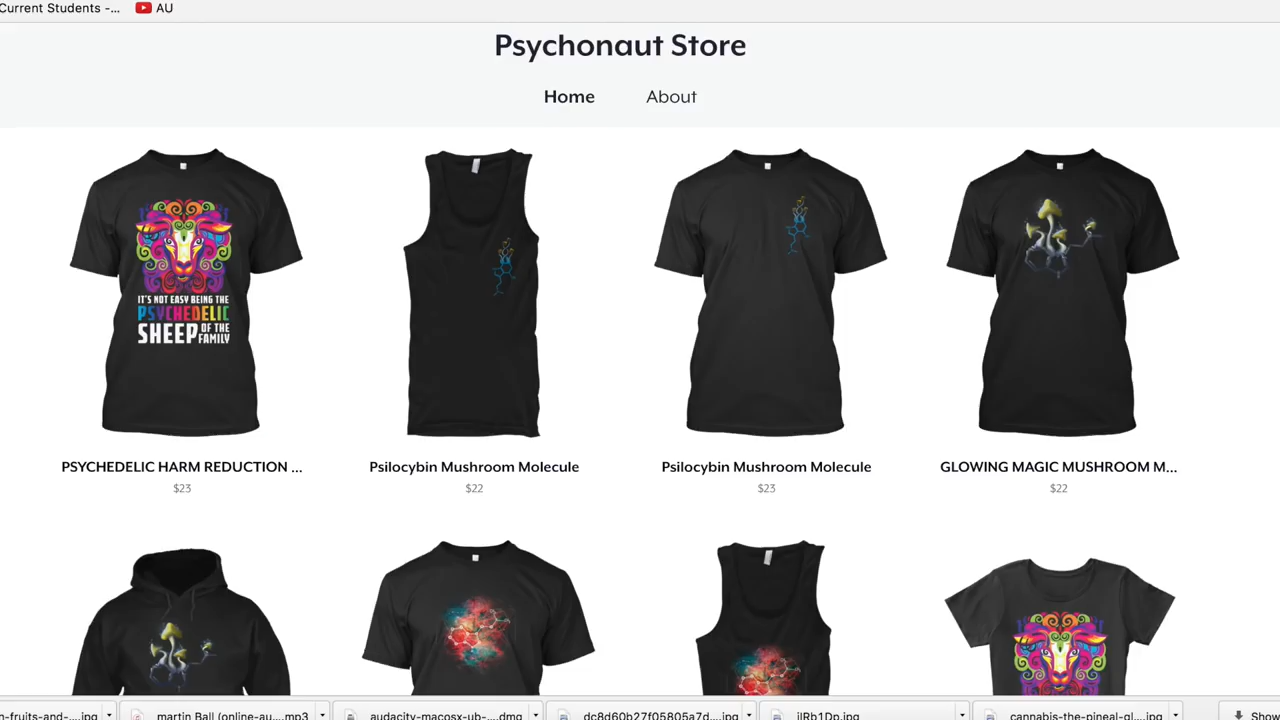 Current Students -...
AU
Psychonaut Store
Home
About
IT'S NOT EASY BEING THE
PSYCHEDELIC
SHEEP OF THE FAMILY
PSYCHEDELIC HARM REDUCTION ...
$23
Psilocybin Mushroom Molecule
$22
Psilocybin Mushroom Molecule
$23
GLOWING MAGIC MUSHROOM M...
$22
n-fruits-and-....jpg
martin Ball (online-au....mp3
audacity-macosx-ub-....dmg
dc8d60b27f05805a7d....jpg
ilRb1Dp.jpg
cannabis-the-pineal-gl....jpg
Show